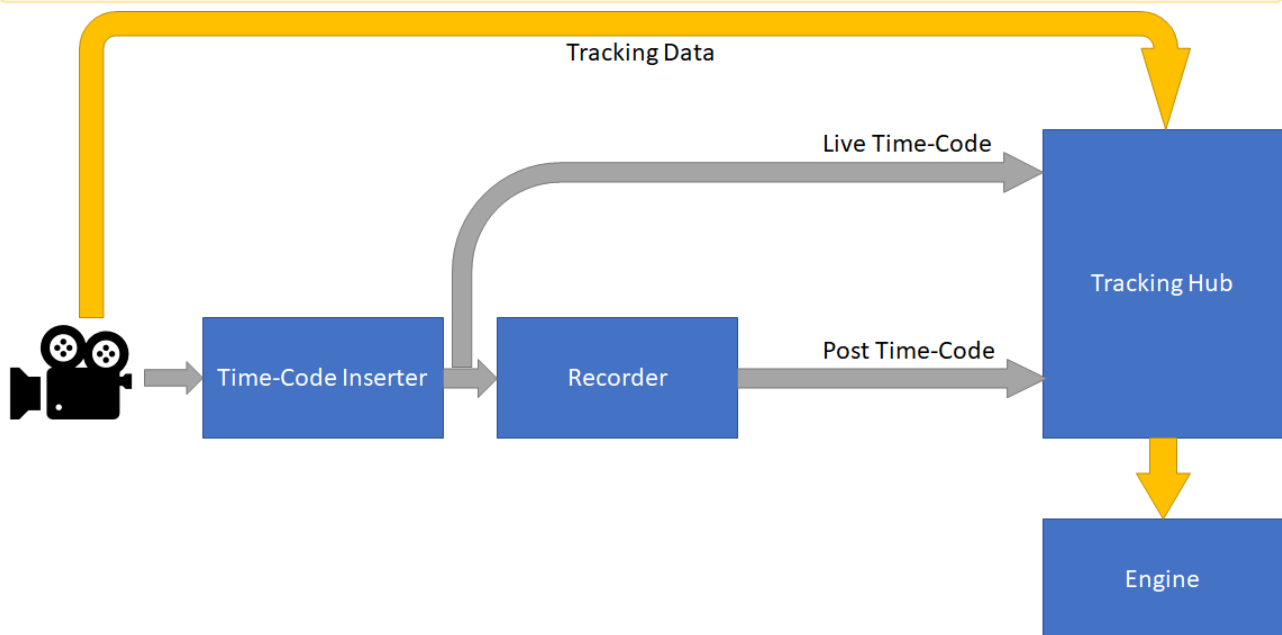 Tracking Data
Live Time-Code
Tracking Hub
Time-Code Inserter
Recorder
Post Time-Code
Engine